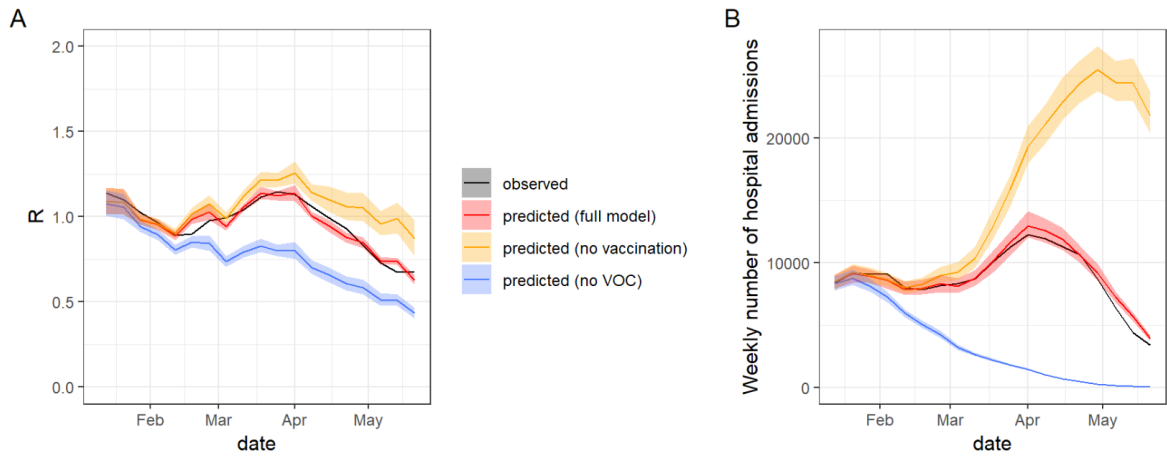 A
R
2.0
1.5
1.0
0.5
0.0
Feb
Mar
Apr
May
date
observed
predicted (full model)
predicted (no vaccination)
predicted (no VOC)
B
Weekly number of hospital admissions
20000
10000
0
Feb
Mar
Apr
May
date